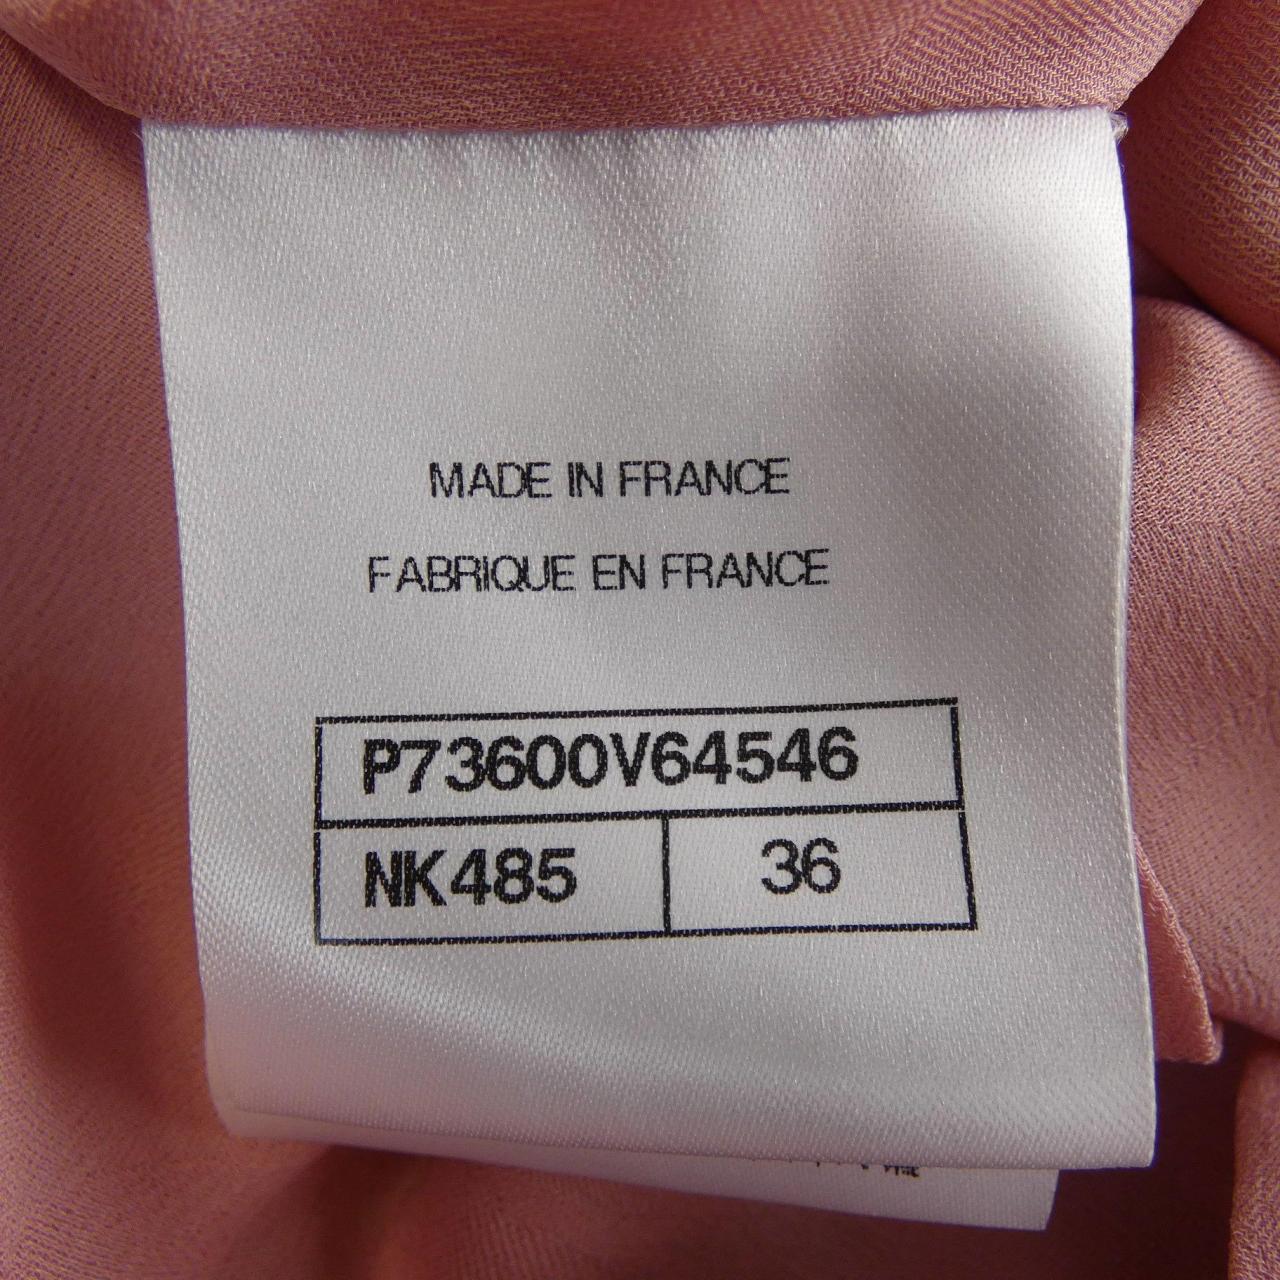 MADE IN FRANCE
FABRIQUE EN FRANCE
P73600V64546
NK485 36